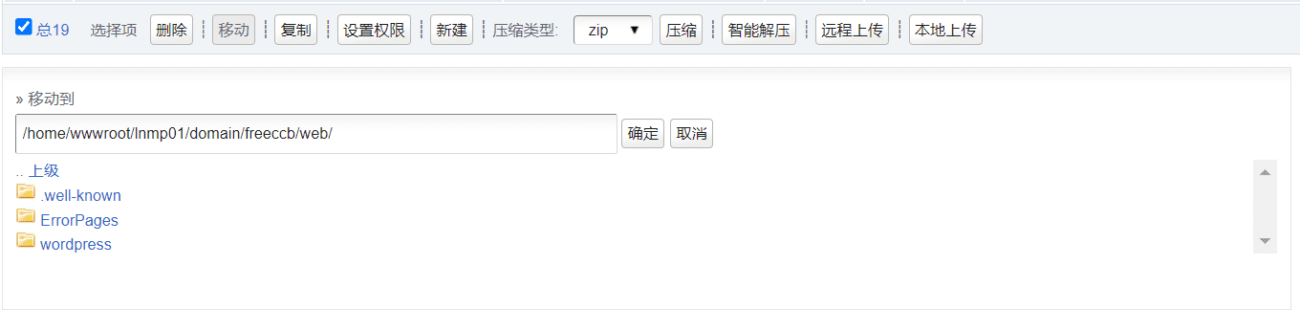 总19 选择项 删除 移动 复制 设置权限 新建 压缩类型: zip 压缩 智能解压 远程上传 本地上传
» 移动到
/home/wwwroot/lnmp01/domain/freeccb/web/ 确定 取消
.. 上级
.well-known
ErrorPages
wordpress